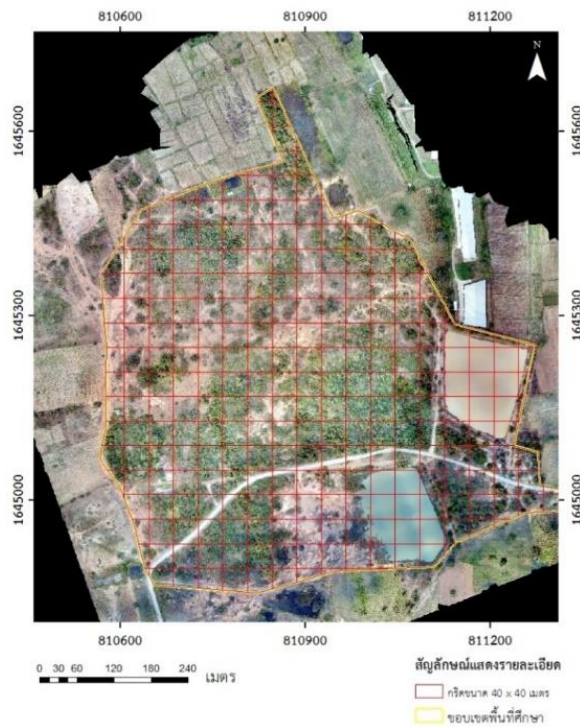 810600 810900 811200
N
1645600 1645600
1645300 1645300
1645000 1645000
810600 810900 811200
0 30 60 120 180 240 เมตร
สัญลักษณ์แสดงรายละเอียด
กริดขนาด 40 x 40 เมตร
ขอบเขตพื้นที่ศึกษา